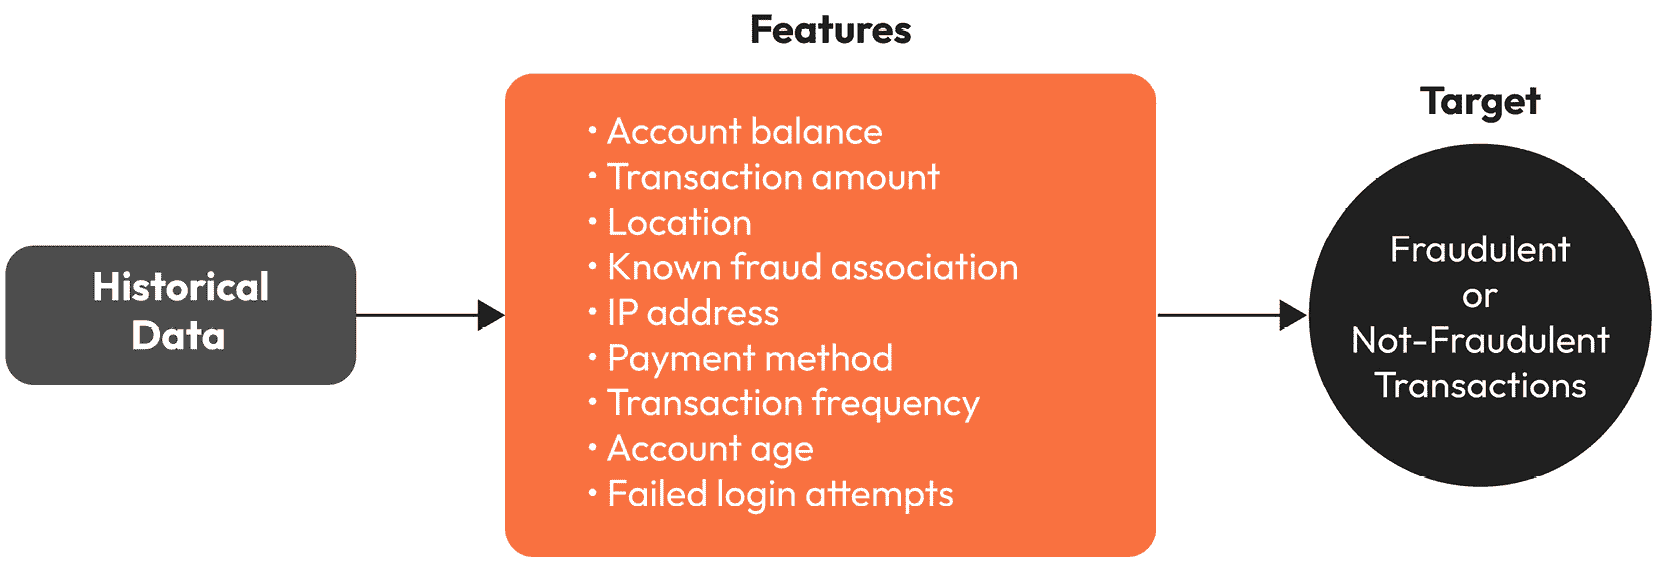 Features
Target
Historical
Data
• Account balance
• Transaction amount
• Location
• Known fraud association
• IP address
• Payment method
• Transaction frequency
• Account age
• Failed login attempts
Fraudulent
or
Not-Fraudulent
Transactions